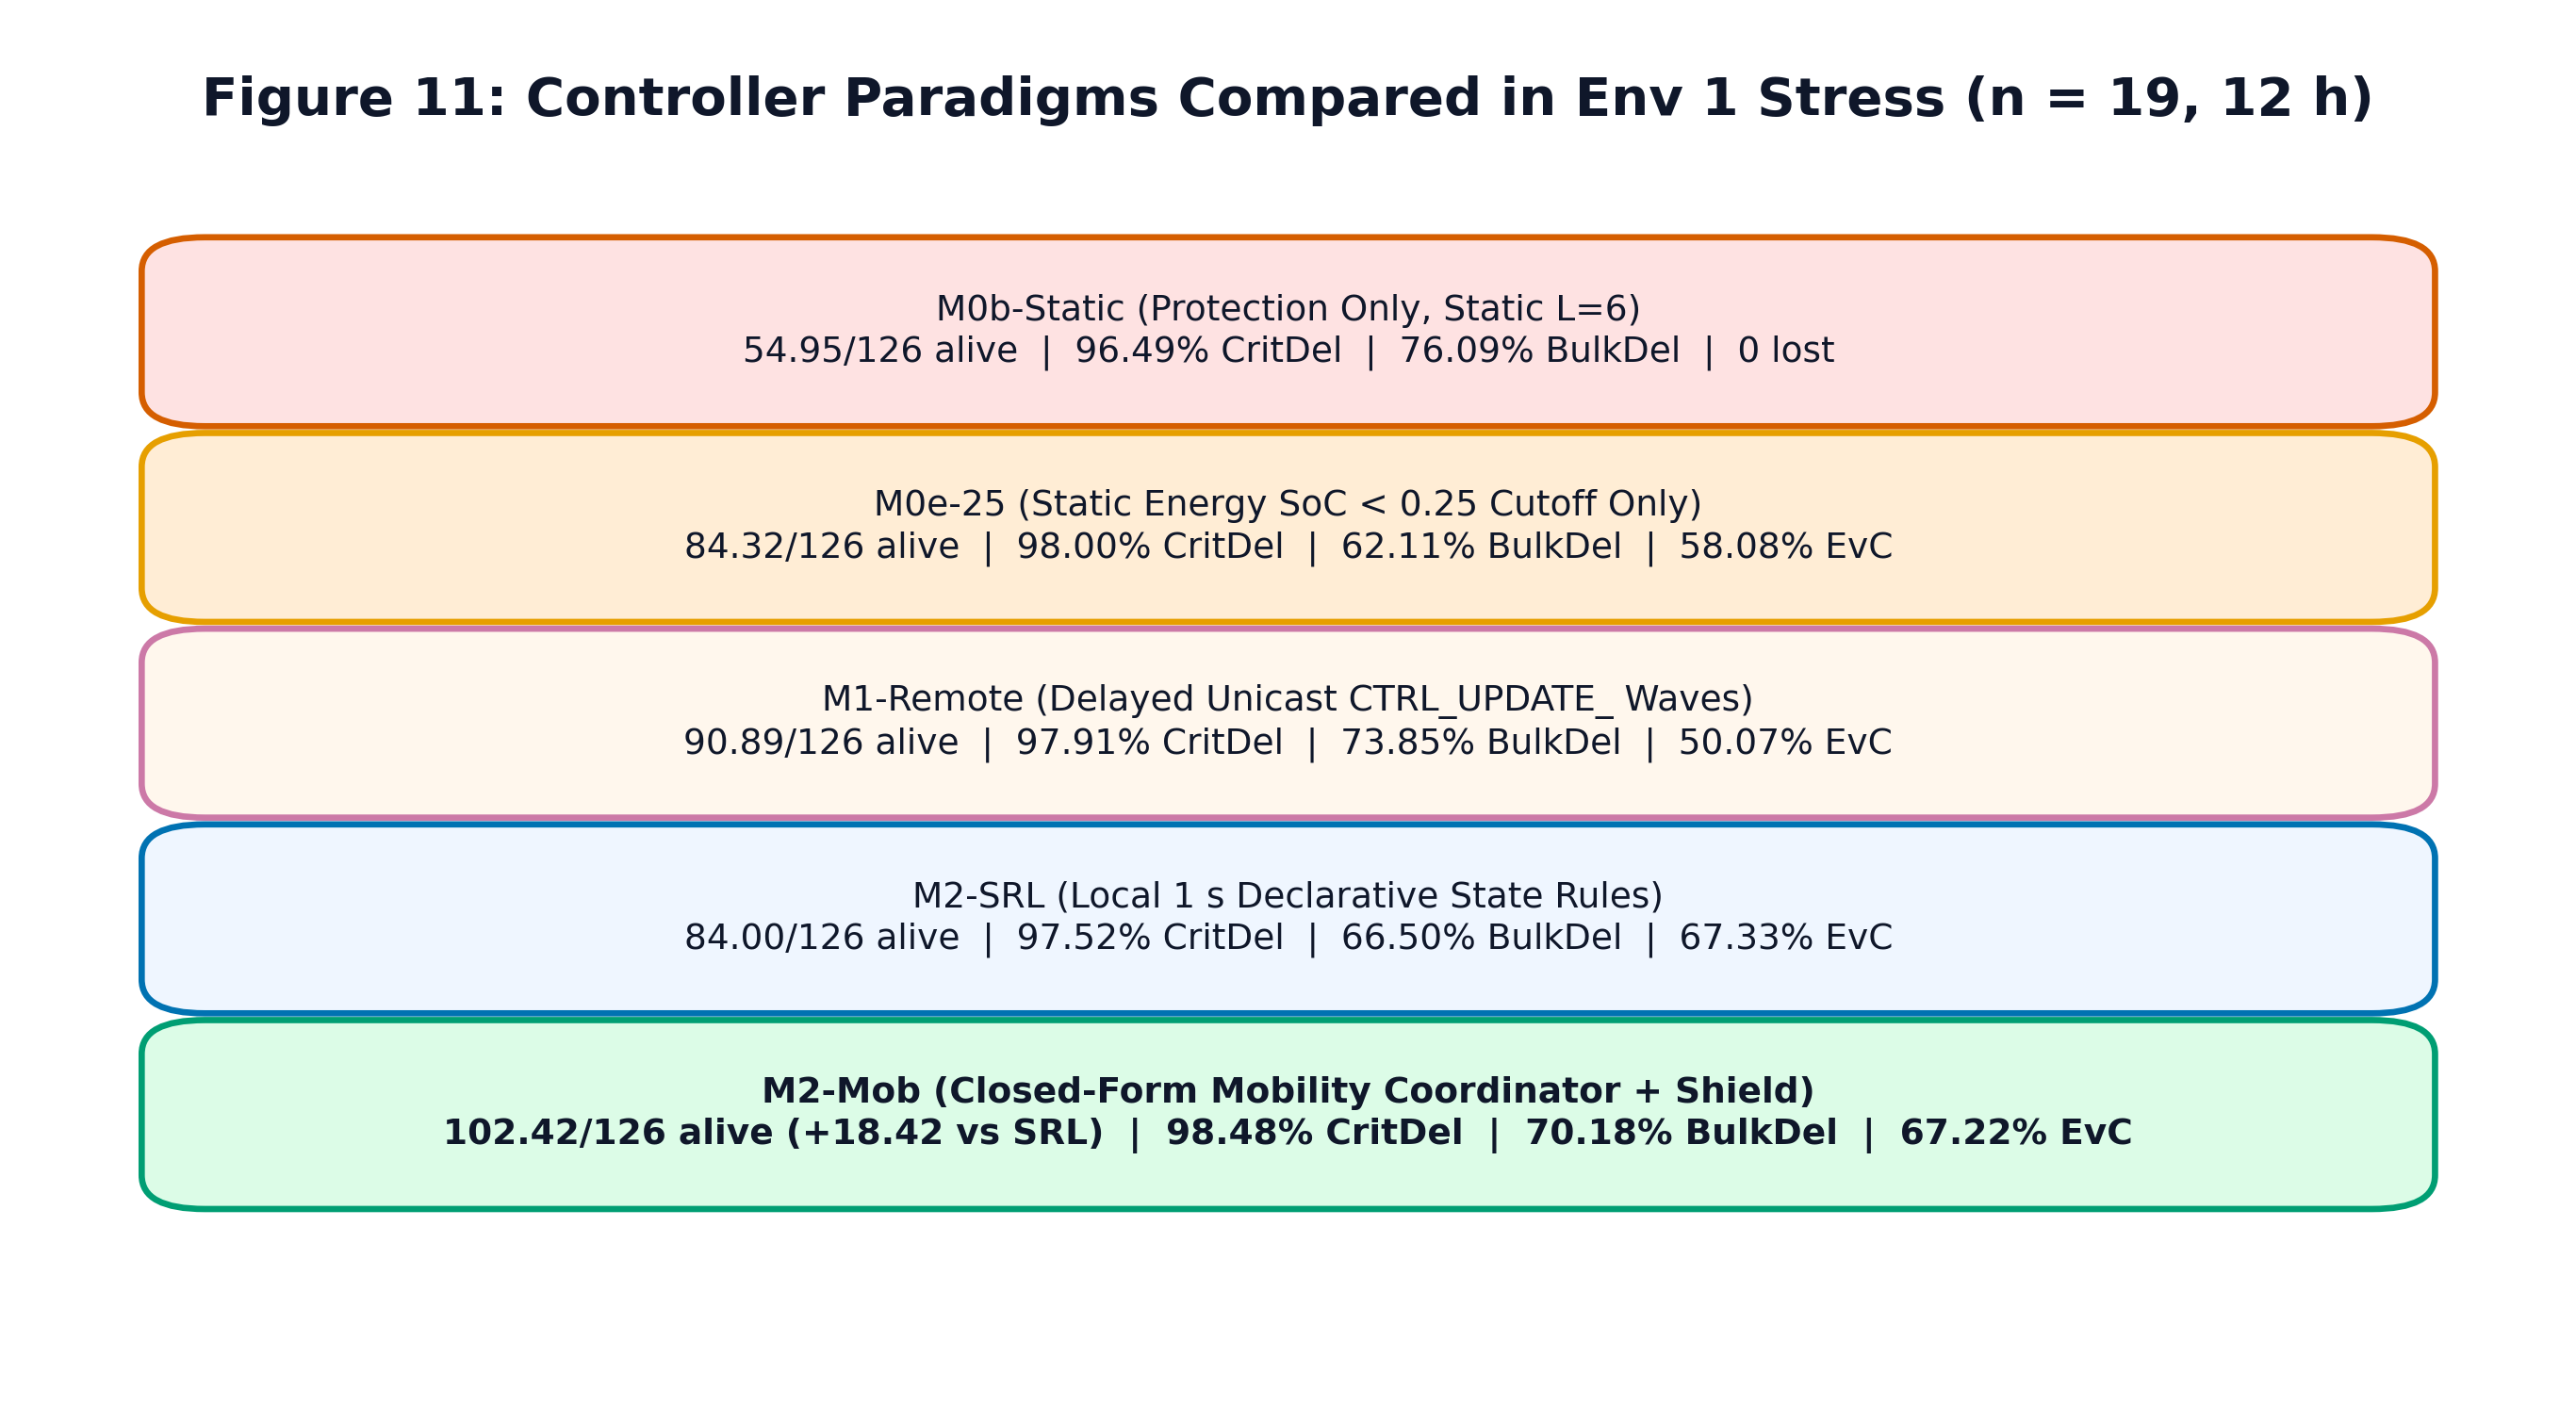 Figure 11: Controller Paradigms Compared in Env 1 Stress (n = 19, 12 h)
M0b-Static (Protection Only, Static L=6)
54.95/126 alive | 96.49% CritDel | 76.09% BulkDel | 0 lost
M0e-25 (Static Energy SoC < 0.25 Cutoff Only)
84.32/126 alive | 98.00% CritDel | 62.11% BulkDel | 58.08% EvC
M1-Remote (Delayed Unicast CTRL_UPDATE_ Waves)
90.89/126 alive | 97.91% CritDel | 73.85% BulkDel | 50.07% EvC
M2-SRL (Local 1 s Declarative State Rules)
84.00/126 alive | 97.52% CritDel | 66.50% BulkDel | 67.33% EvC
M2-Mob (Closed-Form Mobility Coordinator + Shield)
102.42/126 alive (+18.42 vs SRL) | 98.48% CritDel | 70.18% BulkDel | 67.22% EvC